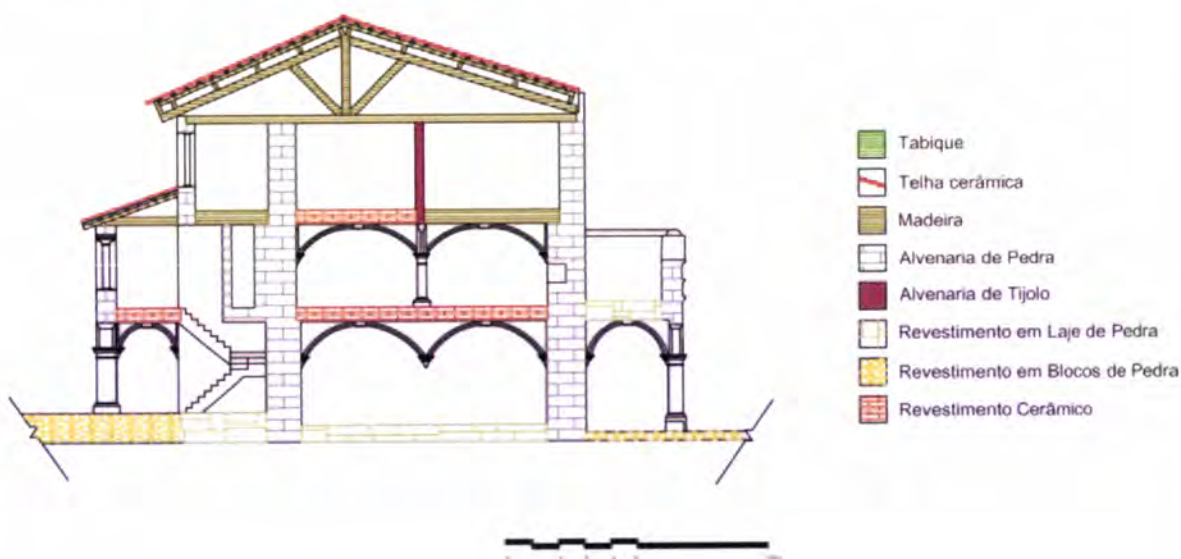 Tabique
Telha cerâmica
Madeira
Alvenaria de Pedra
Alvenaria de Tijolo
Revestimento em Laje de Pedra
Revestimento em Blocos de Pedra
Revestimento Cerâmico